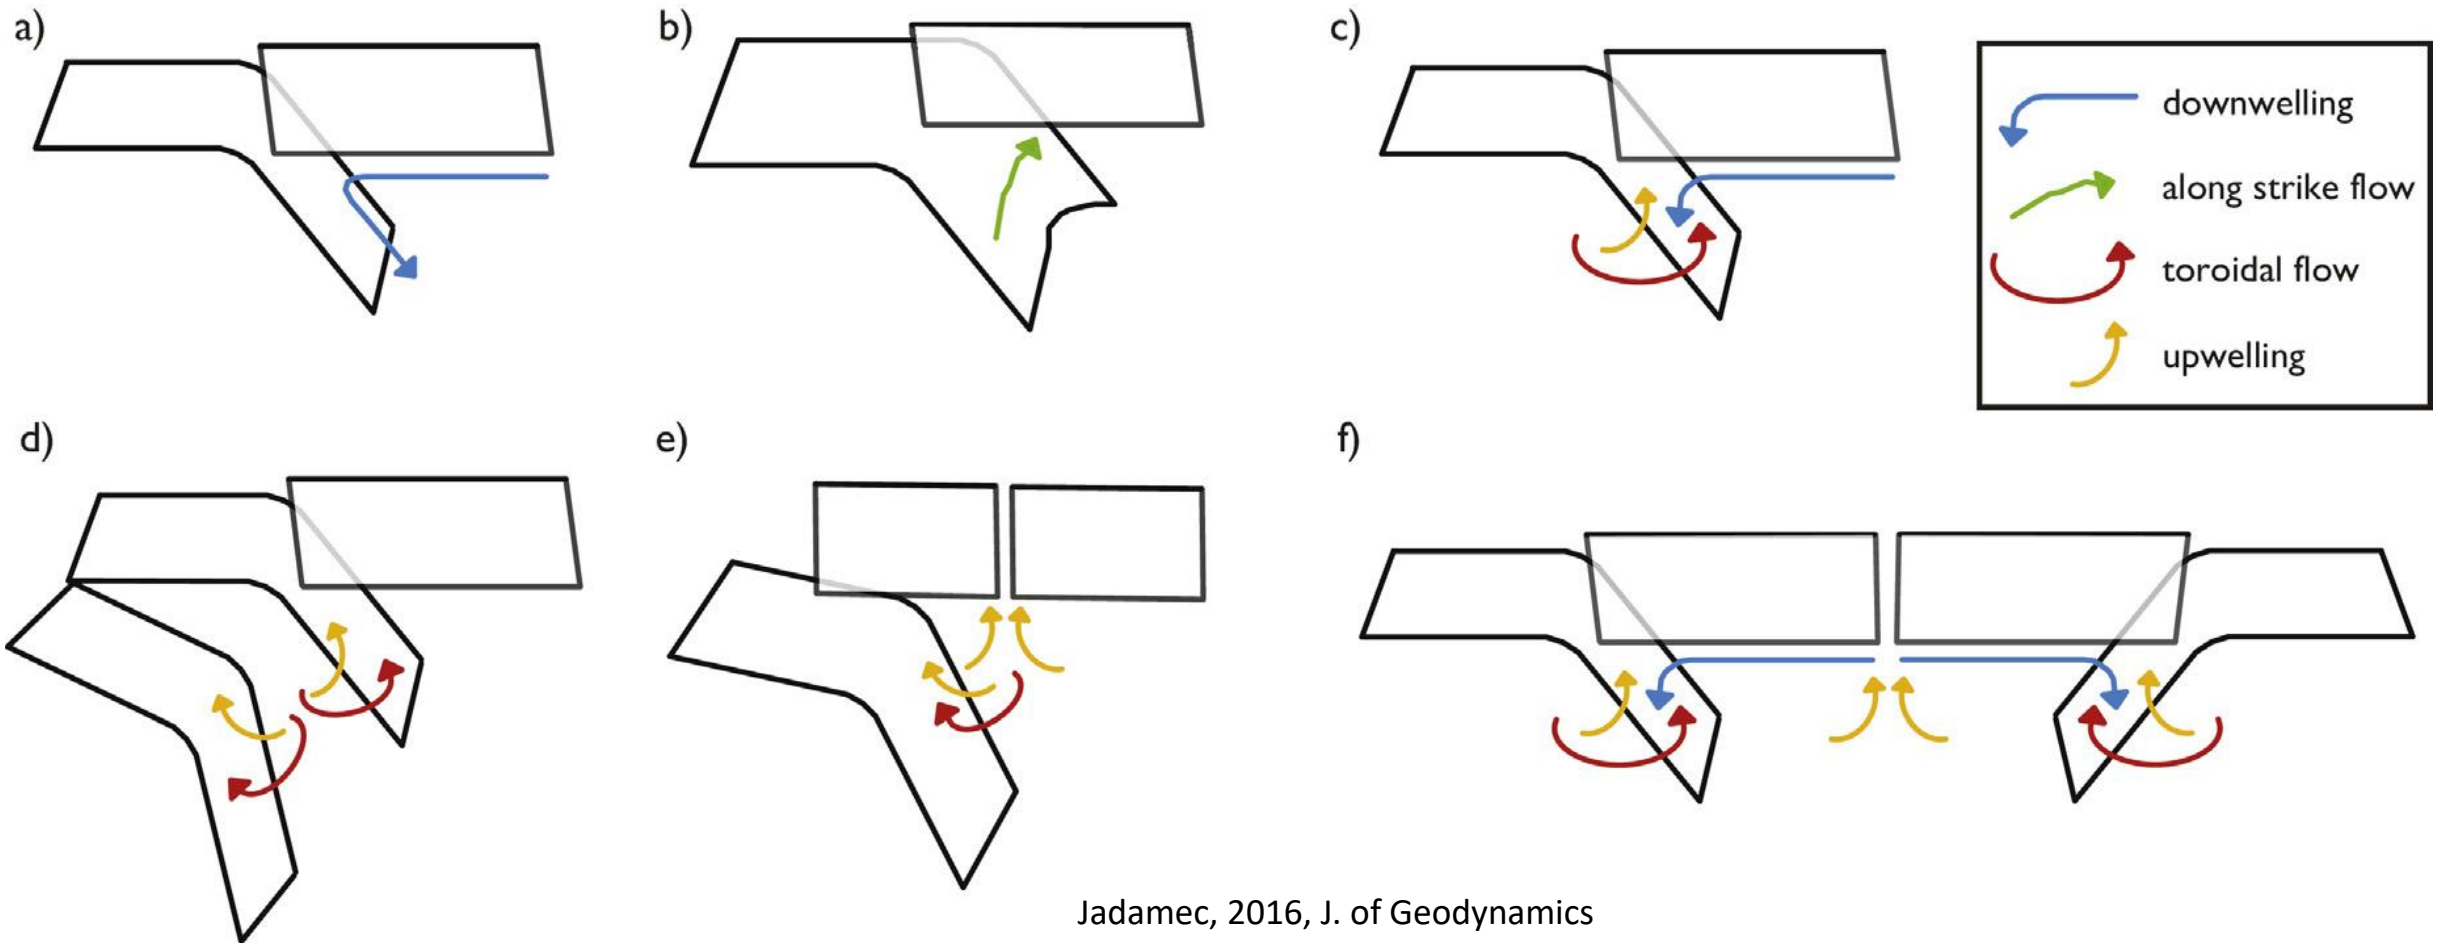 a)
b)
c)
downwelling
along strike flow
toroidal flow
upwelling
d)
e)
f)
Jadamec, 2016, J. of Geodynamics